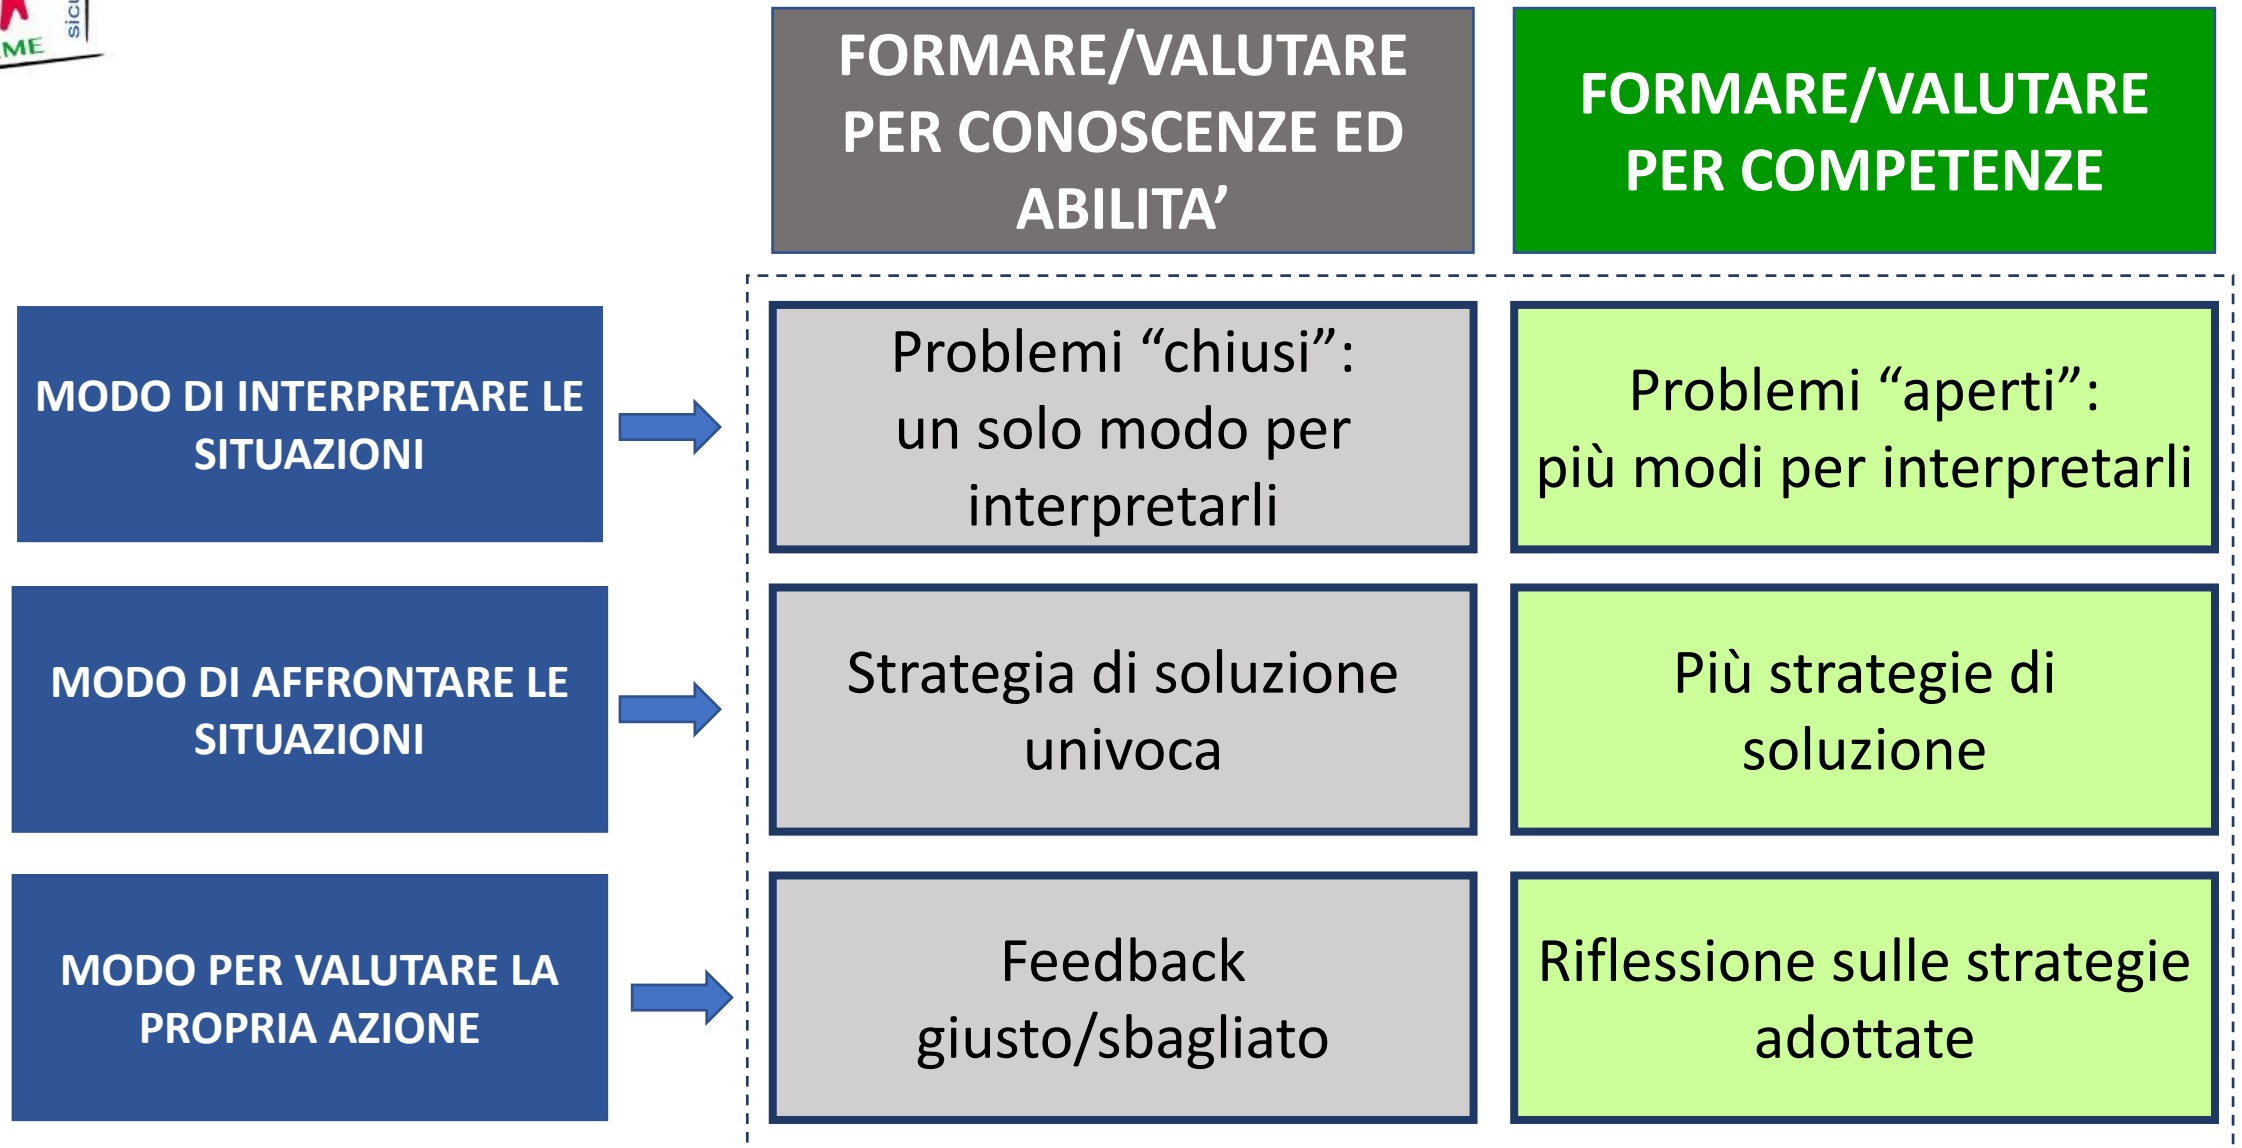 FORMARE/VALUTARE
PER CONOSCENZE ED
ABILITA’
FORMARE/VALUTARE
PER COMPETENZE
MODO DI INTERPRETARE LE
SITUAZIONI
Problemi “chiusi”:
un solo modo per
interpretarli
Problemi “aperti”:
più modi per interpretarli
MODO DI AFFRONTARE LE
SITUAZIONI
Strategia di soluzione
univoca
Più strategie di
soluzione
MODO PER VALUTARE LA
PROPRIA AZIONE
Feedback
giusto/sbagliato
Riflessione sulle strategie
adottate